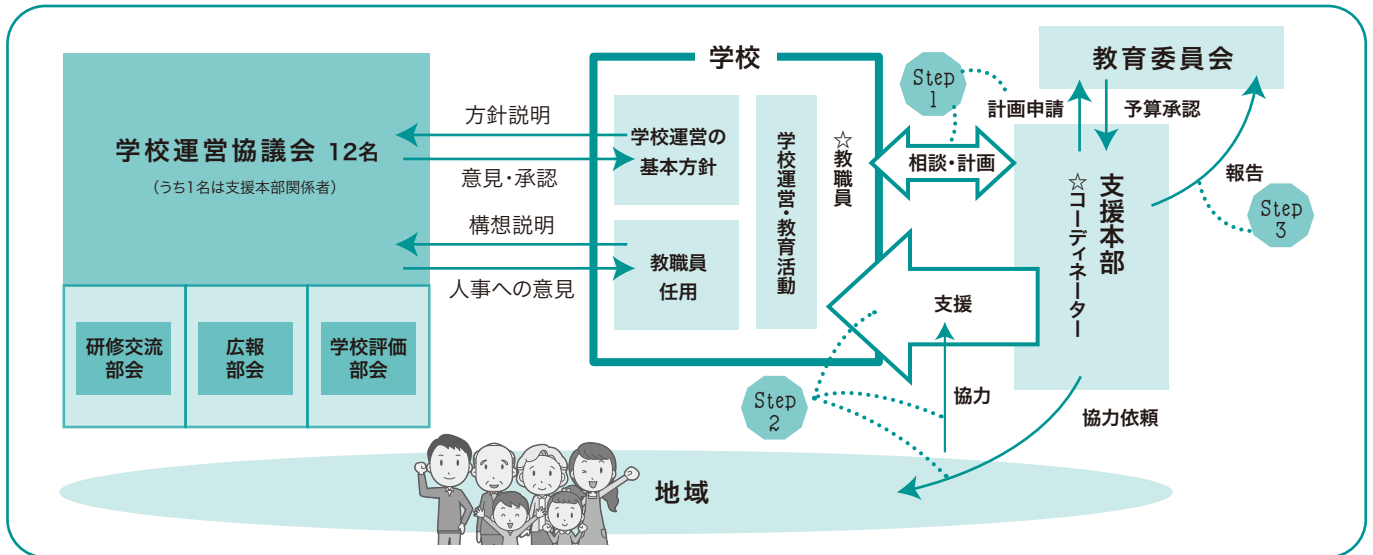 学校運営協議会 12名
（うち1名は支援本部関係者）
研修交流
部会
広報
部会
学校評価
部会
方針説明
意見・承認
構想説明
人事への意見
学校
学校運営の
基本方針
教職員
任用
学校運営・教育活動
☆教職員
Step
1
相談・計画
教育委員会
計画申請
予算承認
支援本部
☆コーディネーター
報告
Step
3
支援
Step
2
協力
協力依頼
地域